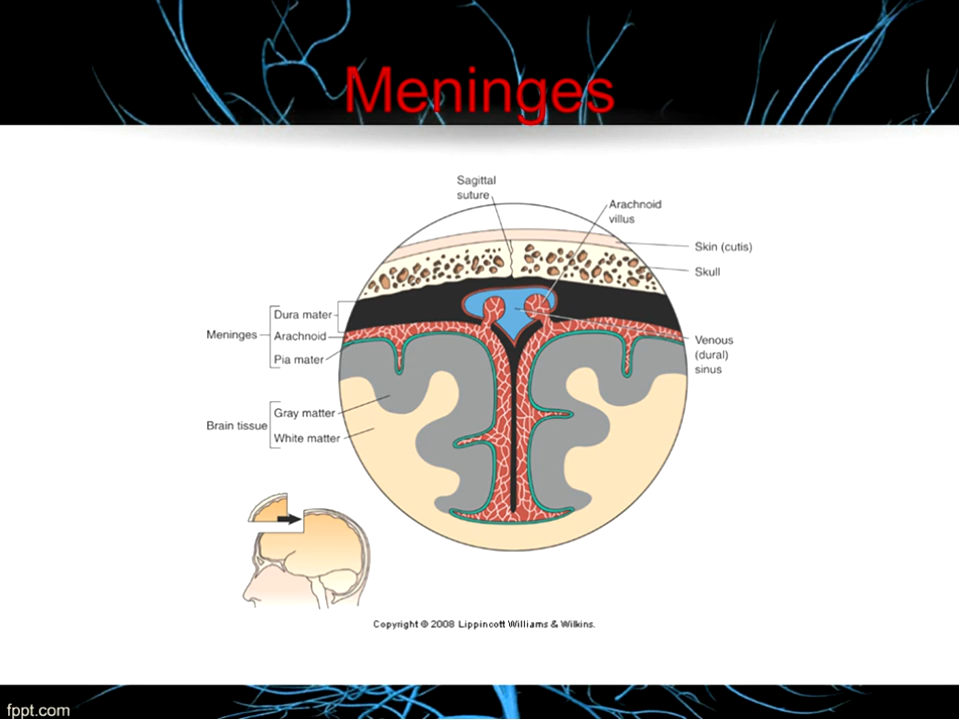 Meninges
Sagittal
suture
Arachnoid
villus
Skin (cutis)
Skull
Dura mater
Meninges
Arachnoid
Pia mater
Venous
(dural)
sinus
Gray matter
Brain tissue
White matter
Copyright © 2008 Lippincott Williams & Wilkins.
fppt.com